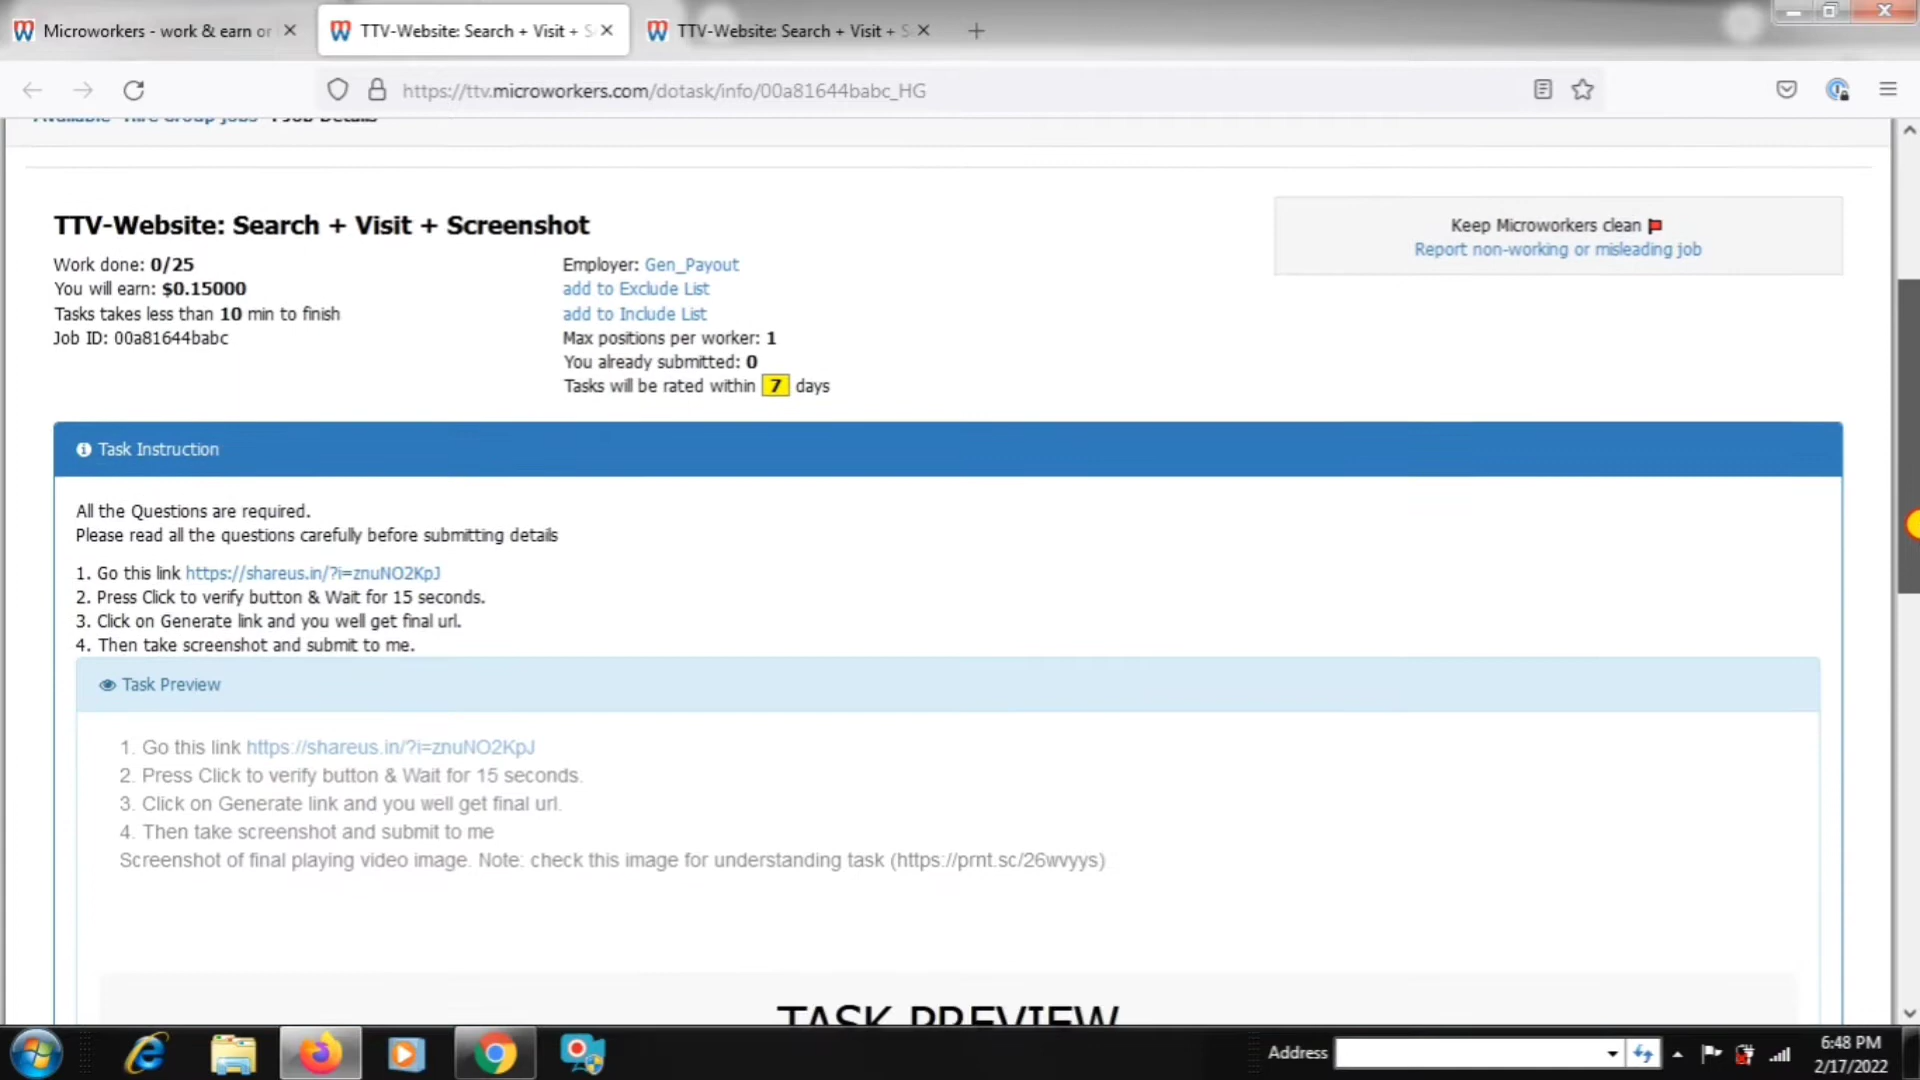 Microworkers - work & earn or
TTV-Website: Search + Visit + S
TTV-Website: Search + Visit + S
https://ttv.microworkers.com/dotask/info/00a81644babc_HG
Available Hire Group jobs Job Details
TTV-Website: Search + Visit + Screenshot
Work done: 0/25
You will earn: $0.15000
Tasks takes less than 10 min to finish
Job ID: 00a81644babc
Employer: Gen_Payout
add to Exclude List
add to Include List
Max positions per worker: 1
You already submitted: 0
Tasks will be rated within 7 days
Keep Microworkers clean
Report non-working or misleading job
Task Instruction
All the Questions are required.
Please read all the questions carefully before submitting details
1. Go this link https://shareus.in/?i=znuNO2KpJ
2. Press Click to verify button & Wait for 15 seconds.
3. Click on Generate link and you well get final url.
4. Then take screenshot and submit to me.
Task Preview
1. Go this link https://shareus.in/?i=znuNO2KpJ
2. Press Click to verify button & Wait for 15 seconds.
3. Click on Generate link and you well get final url.
4. Then take screenshot and submit to me
Screenshot of final playing video image. Note: check this image for understanding task (https://prnt.sc/26wvyys)
TASK PREVIEW
Address
6:48 PM
2/17/2022